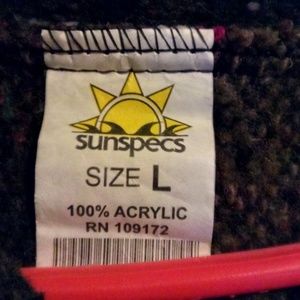 sunspecs
SIZE L
100% ACRYLIC
RN 109172